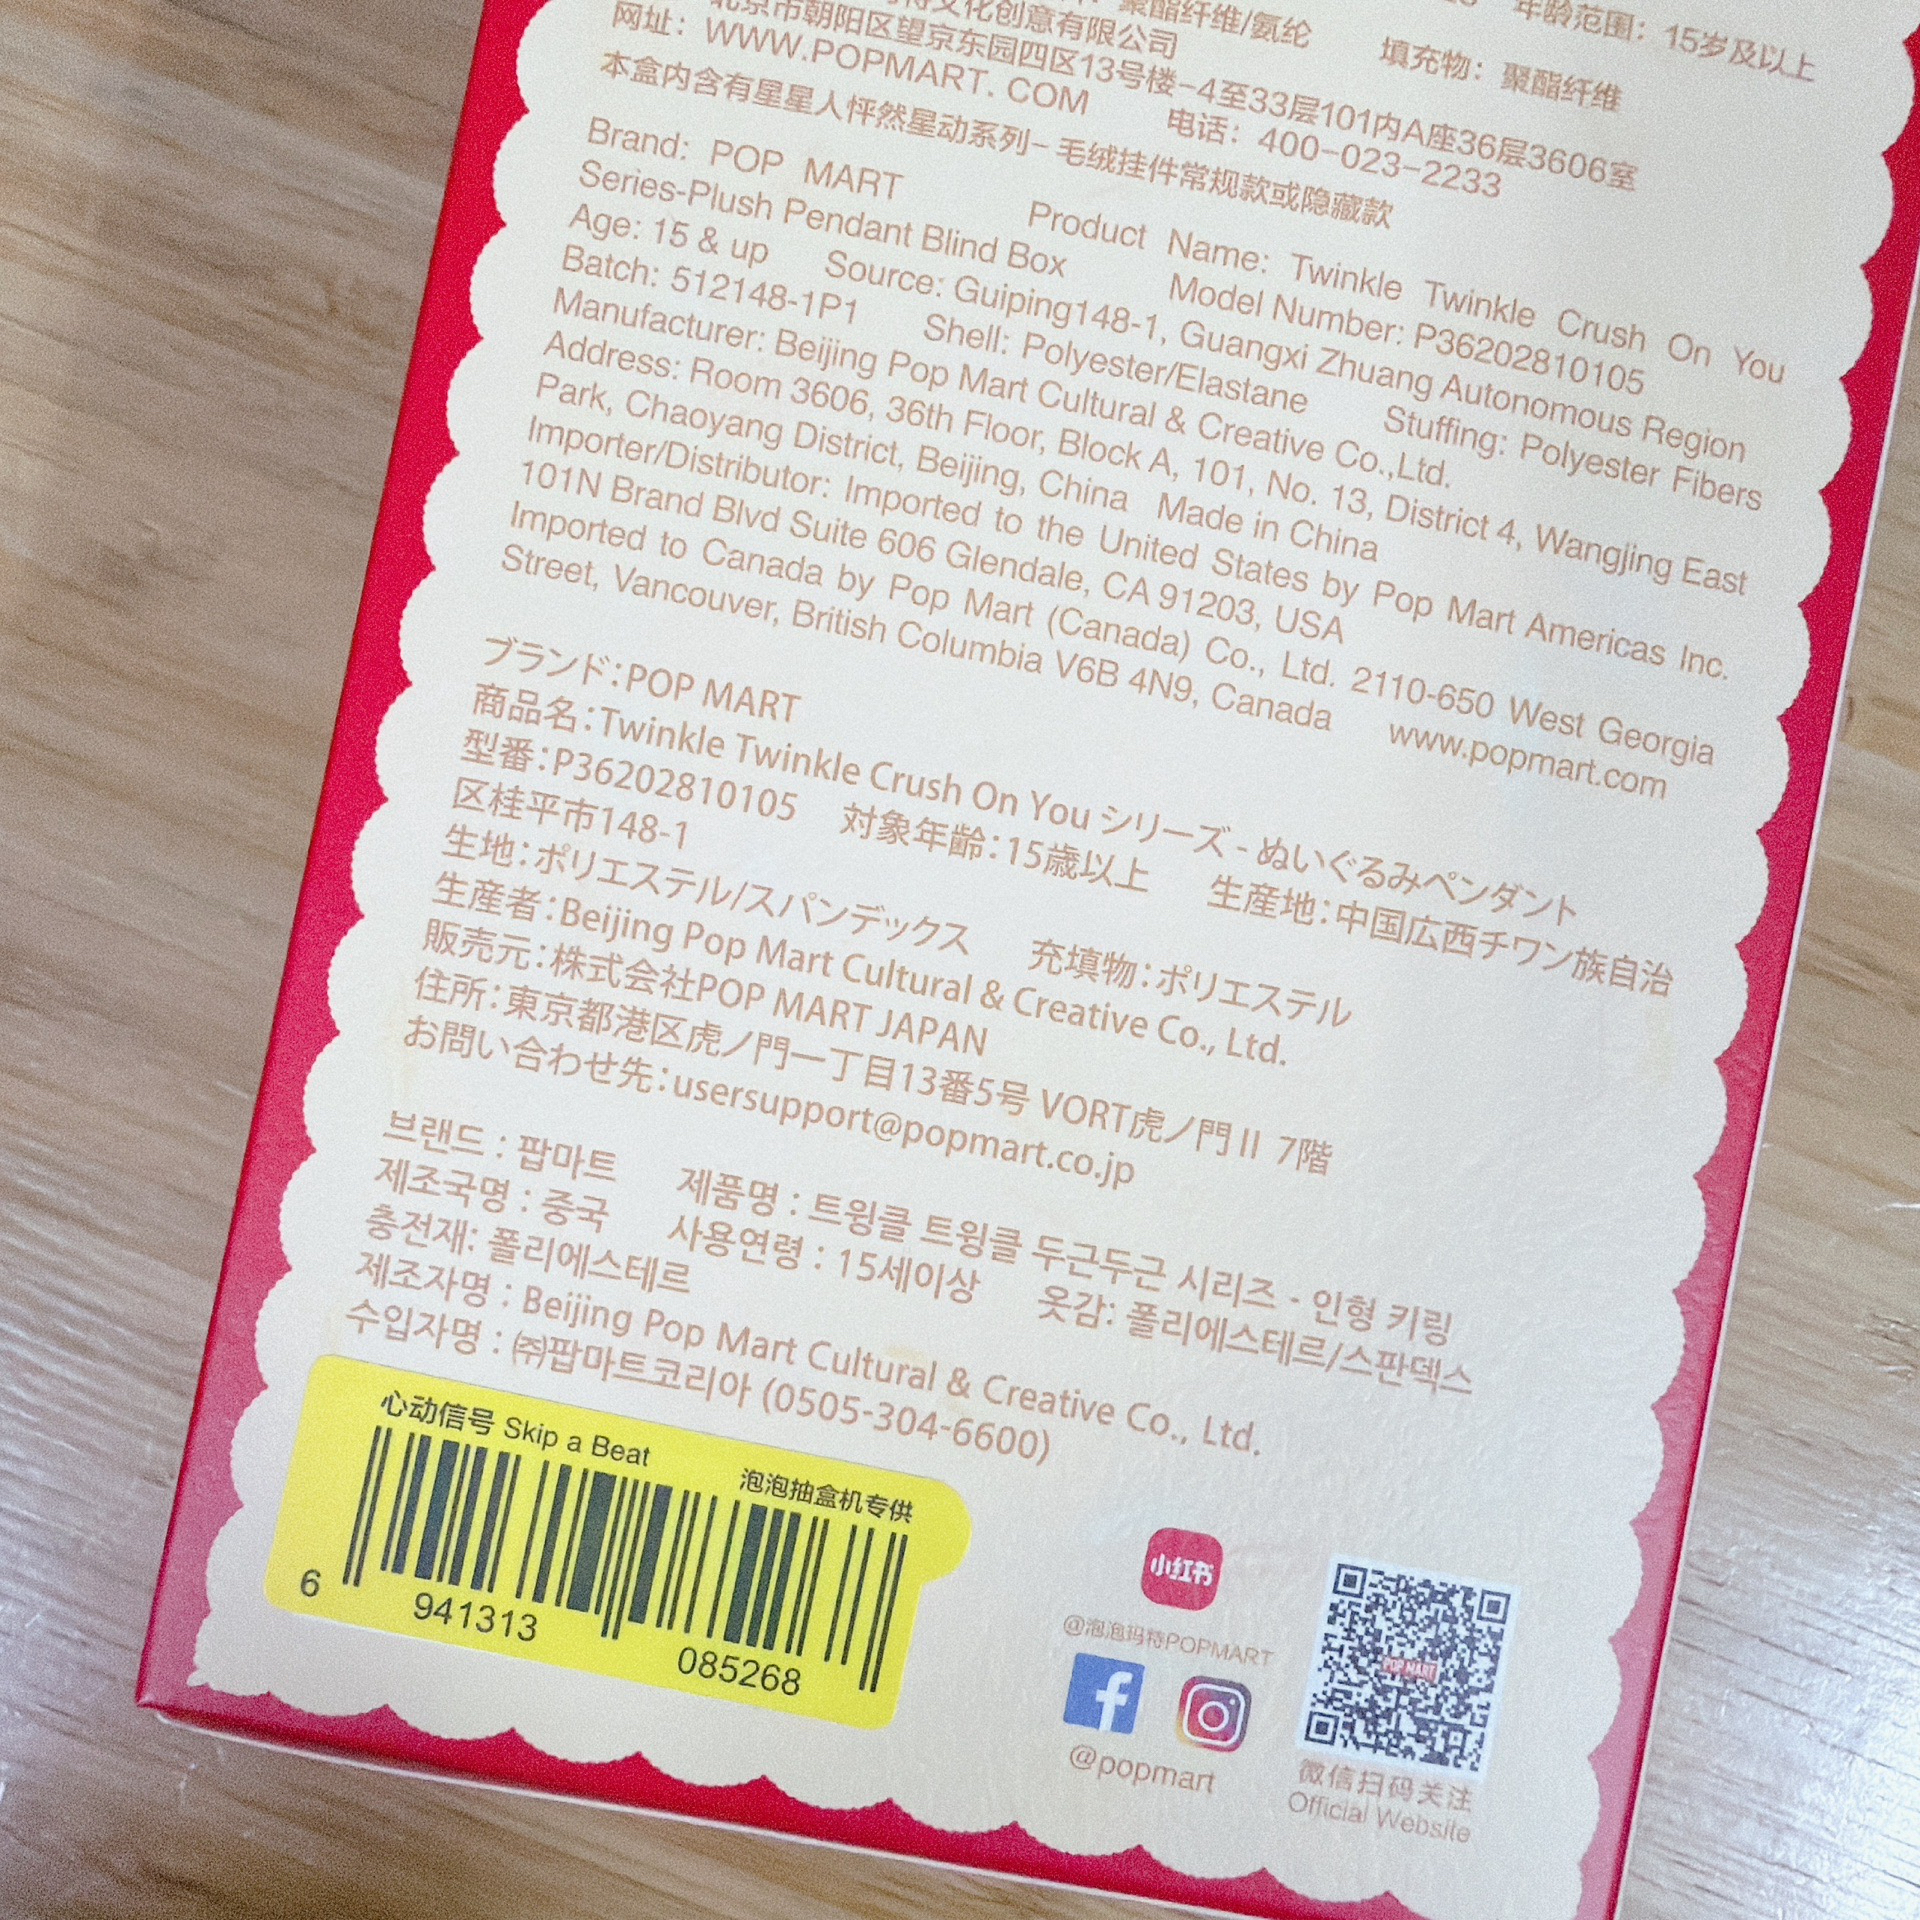 年龄范围：15岁及以上
聚酯纤维/氨纶 填充物：聚酯纤维
文化创意有限公司
北京市朝阳区望京东园四区13号楼-4至33层101内A座36层3606室
网址：WWW.POPMART.COM 电话：400-023-2233
本盒内含有星星人怦然星动系列-毛绒挂件常规款或隐藏款
Brand: POP MART Product Name: Twinkle Twinkle Crush On You
Series-Plush Pendant Blind Box Model Number: P36202810105
Age: 15 & up Source: Guiping148-1, Guangxi Zhuang Autonomous Region
Batch: 512148-1P1 Shell: Polyester/Elastane Stuffing: Polyester Fibers
Manufacturer: Beijing Pop Mart Cultural & Creative Co.,Ltd.
Address: Room 3606, 36th Floor, Block A, 101, No. 13, District 4, Wangjing East
Park, Chaoyang District, Beijing, China Made in China
Importer/Distributor: Imported to the United States by Pop Mart Americas Inc.
101N Brand Blvd Suite 606 Glendale, CA 91203, USA
Imported to Canada by Pop Mart (Canada) Co., Ltd. 2110-650 West Georgia
Street, Vancouver, British Columbia V6B 4N9, Canada www.popmart.com
ブランド：POP MART
商品名：Twinkle Twinkle Crush On You シリーズ - ぬいぐるみペンダント
型番：P36202810105 対象年齢：15歳以上 生産地：中国広西チワン族自治
区桂平市148-1
生地：ポリエステル/スパンデックス 充填物：ポリエステル
生産者：Beijing Pop Mart Cultural & Creative Co., Ltd.
販売元：株式会社POP MART JAPAN
住所：東京都港区虎ノ門一丁目13番5号 VORT虎ノ門 II 7階
お問い合わせ先：usersupport@popmart.co.jp
브랜드 : 팝마트 제품명 : 트윙클 트윙클 두근두근 시리즈 - 인형 키링
제조국명 : 중국 사용연령 : 15세이상 옷감: 폴리에스테르/스판덱스
충전재: 폴리에스테르
제조자명 : Beijing Pop Mart Cultural & Creative Co., Ltd.
수입자명 : ㈜팝마트코리아 (0505-304-6600)
心动信号 Skip a Beat
泡泡抽盒机专供
6 941313 085268
小红书
@泡泡玛特POPMART
@popmart
POP MART
微信扫码关注
Official Website